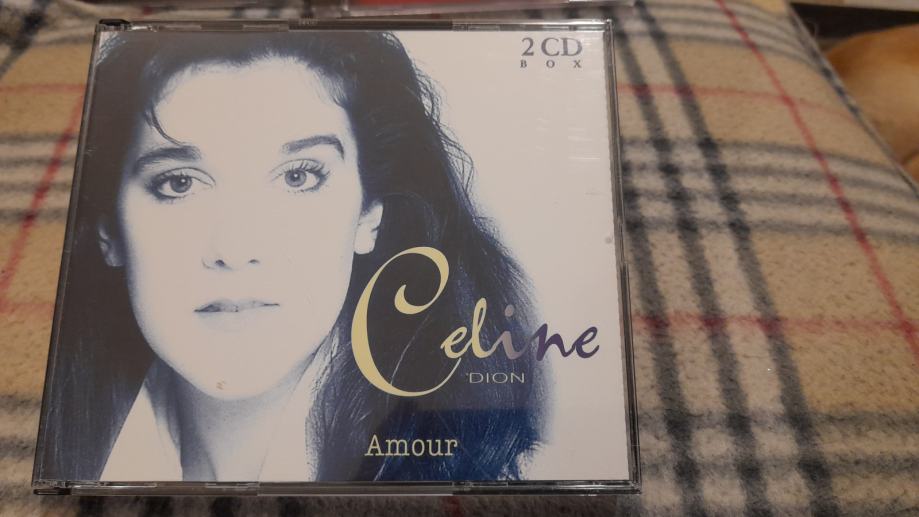 2 CD
BOX
Celine
DION
Amour